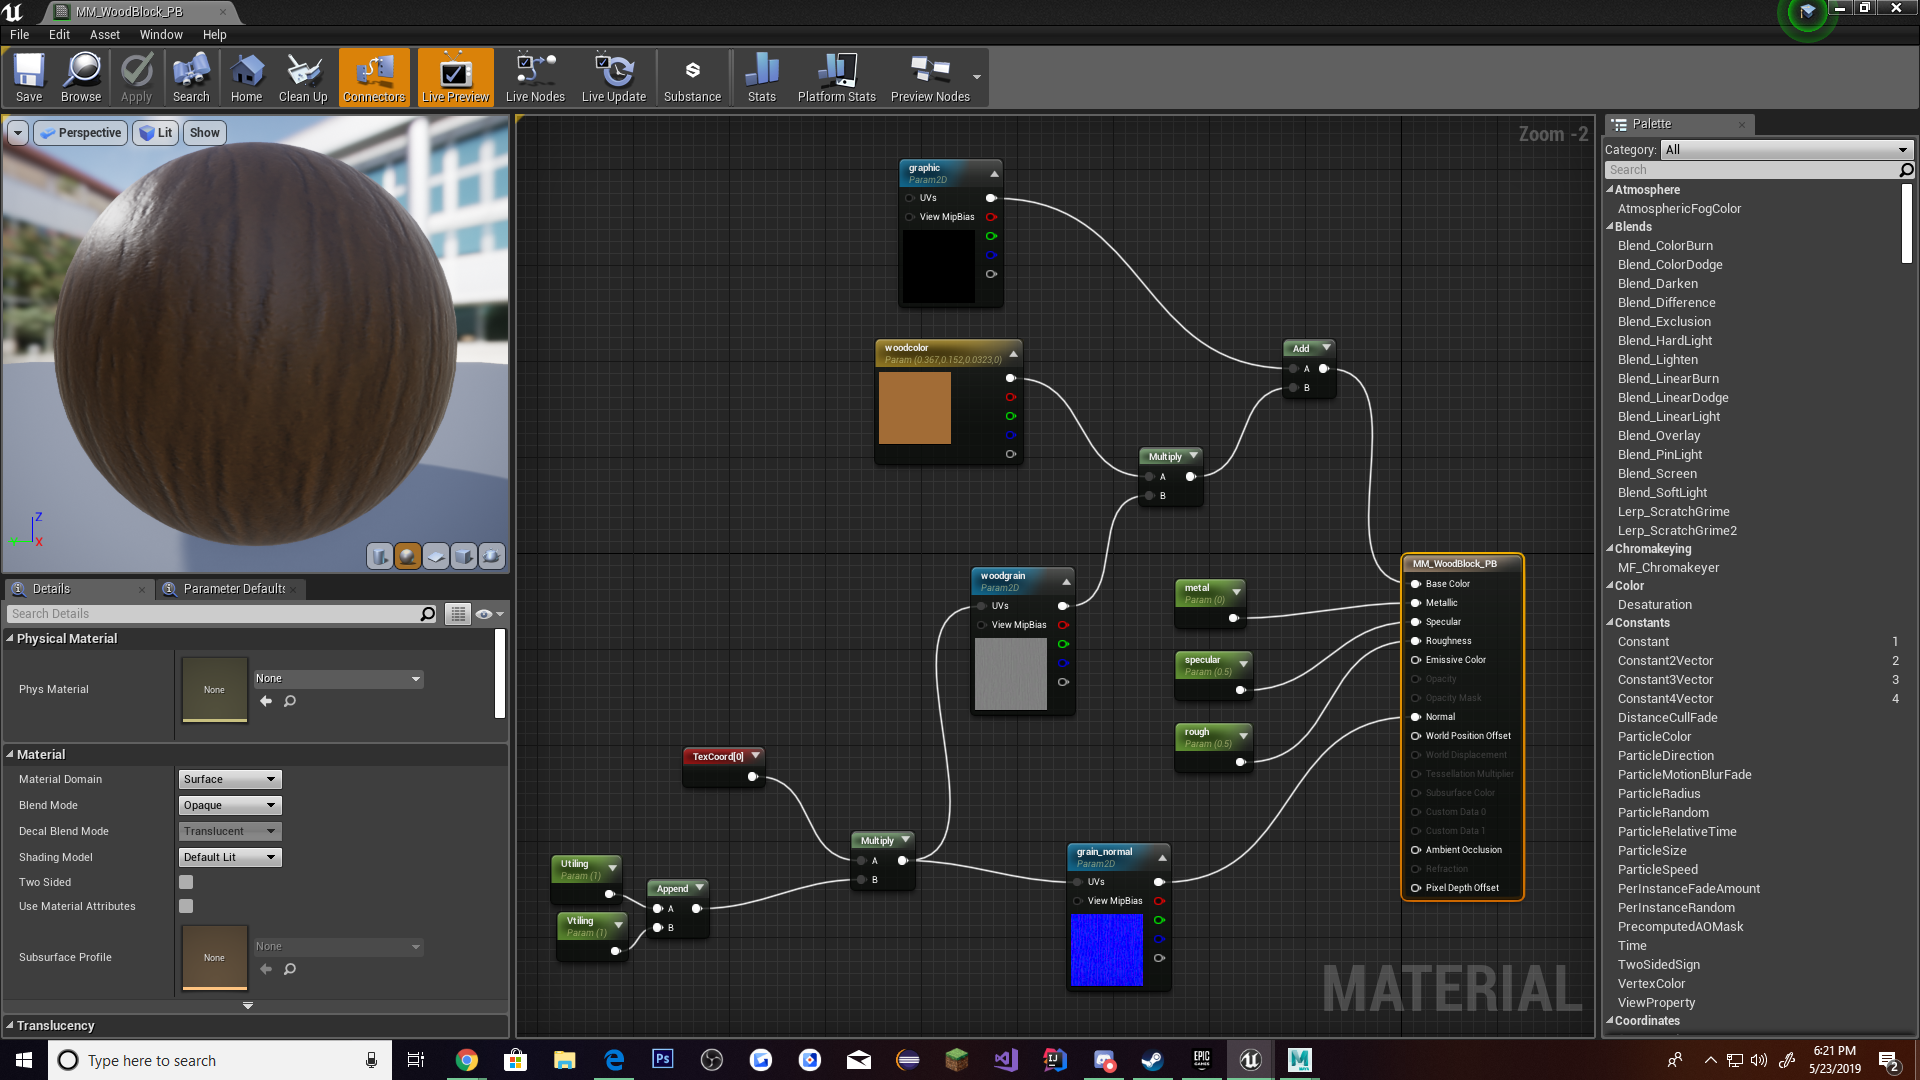 MM_WoodBlock_PB
File Edit Asset Window Help
Save Browse Apply Search Home Clean Up Connectors Live Preview Live Nodes Live Update Substance Stats Platform Stats Preview Nodes
Perspective Lit Show
Z
X
Details
Parameter Defaults
Search Details
Physical Material
Phys Material
None
None
Material
Material Domain
Surface
Blend Mode
Opaque
Decal Blend Mode
Translucent
Shading Model
Default Lit
Two Sided
Use Material Attributes
Subsurface Profile
None
None
Translucency
Zoom -2
graphic
Param2D
UVs
View MipBias
woodcolor
Param (0.367,0.152,0.0323,0)
Add
A
B
Multiply
A
B
woodgrain
Param2D
UVs
View MipBias
metal
Param (0)
specular
Param (0.5)
rough
Param (0.5)
TexCoord[0]
Multiply
A
B
Utiling
Param (1)
Append
A
B
Vtiling
Param (1)
grain_normal
Param2D
UVs
View MipBias
MM_WoodBlock_PB
Base Color
Metallic
Specular
Roughness
Emissive Color
Opacity
Opacity Mask
Normal
World Position Offset
World Displacement
Tessellation Multiplier
Subsurface Color
Custom Data 0
Custom Data 1
Ambient Occlusion
Refraction
Pixel Depth Offset
MATERIAL
Palette
Category: All
Search
Atmosphere
AtmosphericFogColor
Blends
Blend_ColorBurn
Blend_ColorDodge
Blend_Darken
Blend_Difference
Blend_Exclusion
Blend_HardLight
Blend_Lighten
Blend_LinearBurn
Blend_LinearDodge
Blend_LinearLight
Blend_Overlay
Blend_PinLight
Blend_Screen
Blend_SoftLight
Lerp_ScratchGrime
Lerp_ScratchGrime2
Chromakeying
MF_Chromakeyer
Color
Desaturation
Constants
Constant 1
Constant2Vector 2
Constant3Vector 3
Constant4Vector 4
DistanceCullFade
ParticleColor
ParticleDirection
ParticleMotionBlurFade
ParticleRadius
ParticleRandom
ParticleRelativeTime
ParticleSize
ParticleSpeed
PerInstanceFadeAmount
PerInstanceRandom
PrecomputedAOMask
Time
TwoSidedSign
VertexColor
ViewProperty
Coordinates
Type here to search
Ps
IJ
EPIC GAMES
M
6:21 PM
5/23/2019
2